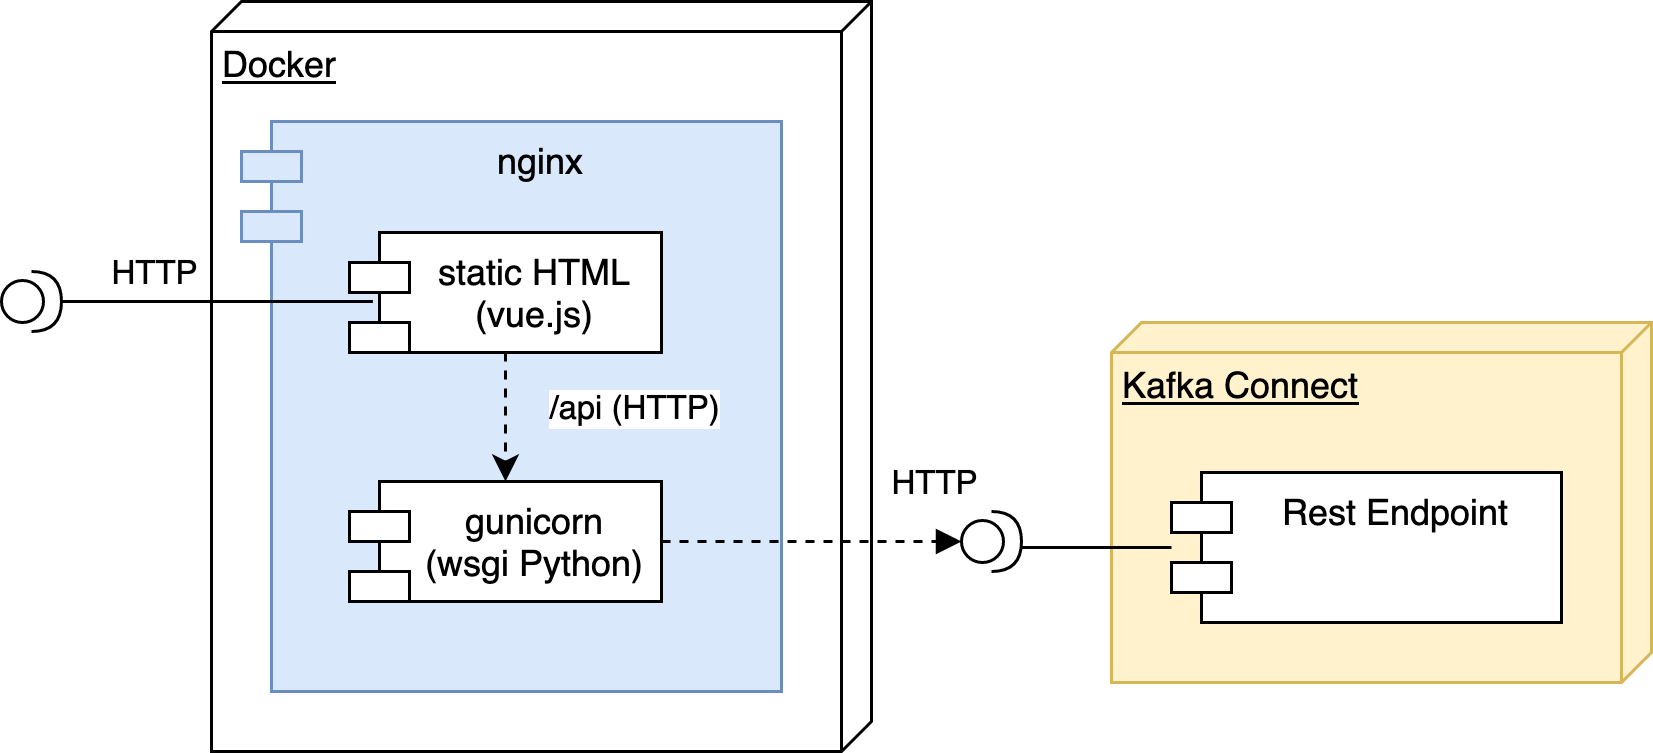 Docker
nginx
HTTP
static HTML
(vue.js)
/api (HTTP)
Kafka Connect
HTTP
Rest Endpoint
gunicorn
(wsgi Python)